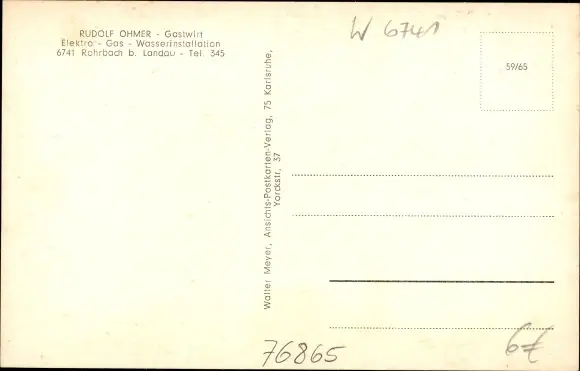 RUDOLF OHMER - Gastwirt
Elektro - Gas - Wasserinstallation
6741 Rohrbach b. Landau - Tel. 345
W 6741
59/65
Walter Meyer, Ansichts-Postkarten-Verlag, 75 Karlsruhe,
Yorckstr. 37
76865
6€